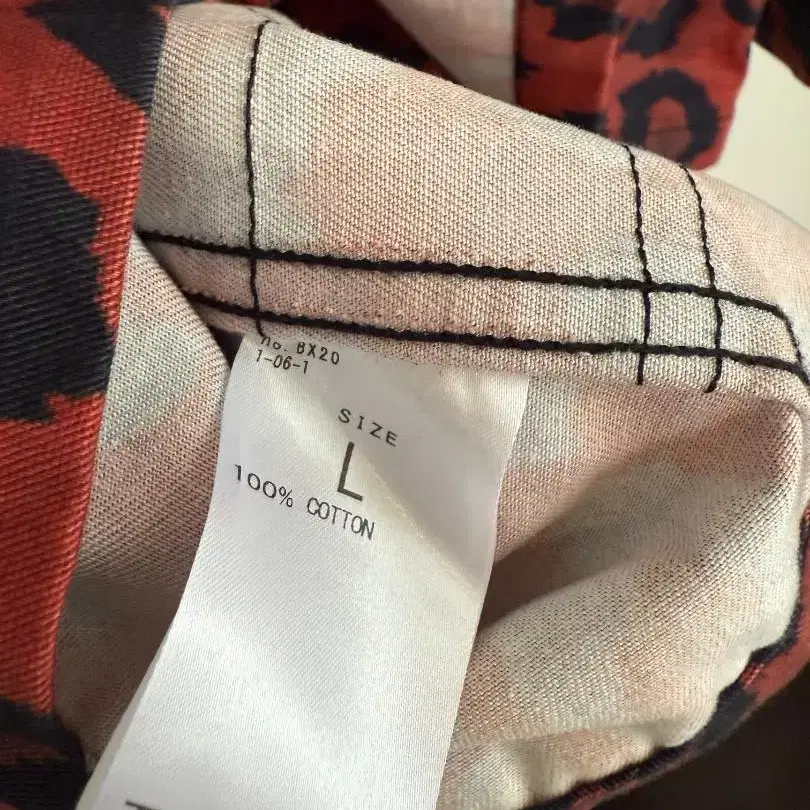 no. BX20
1-06-1
SIZE
L
100% COTTON